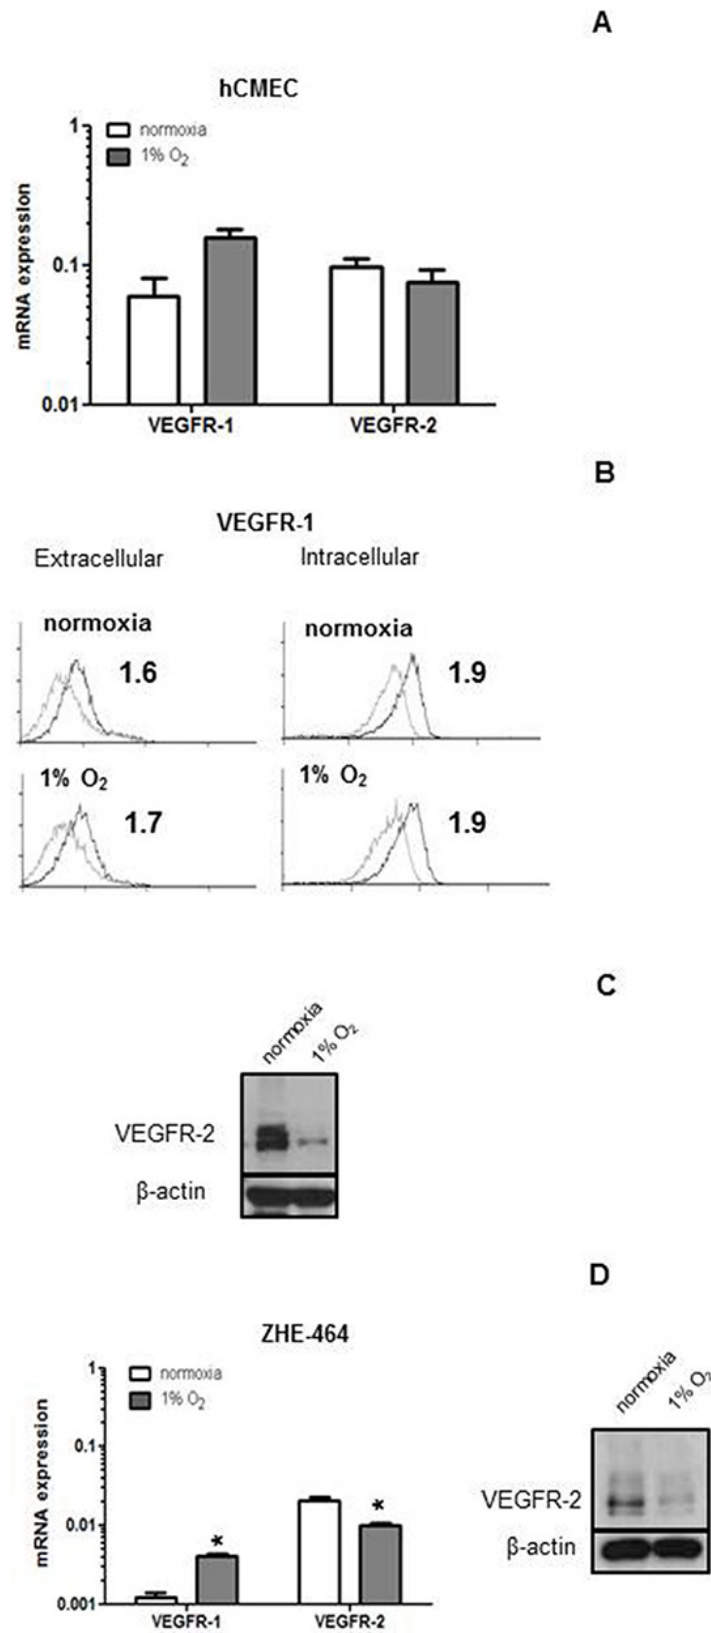 A
hCMEC
normoxia
1% O2
mRNA expression
1
0.1
0.01
VEGFR-1 VEGFR-2
B
VEGFR-1
Extracellular Intracellular
normoxia normoxia
1.6 1.9
1% O2 1% O2
1.7 1.9
C
normoxia 1% O2
VEGFR-2
β-actin
D
ZHE-464
normoxia
1% O2
mRNA expression
1
0.1
0.01
0.001
* *
VEGFR-1 VEGFR-2
normoxia 1% O2
VEGFR-2
β-actin